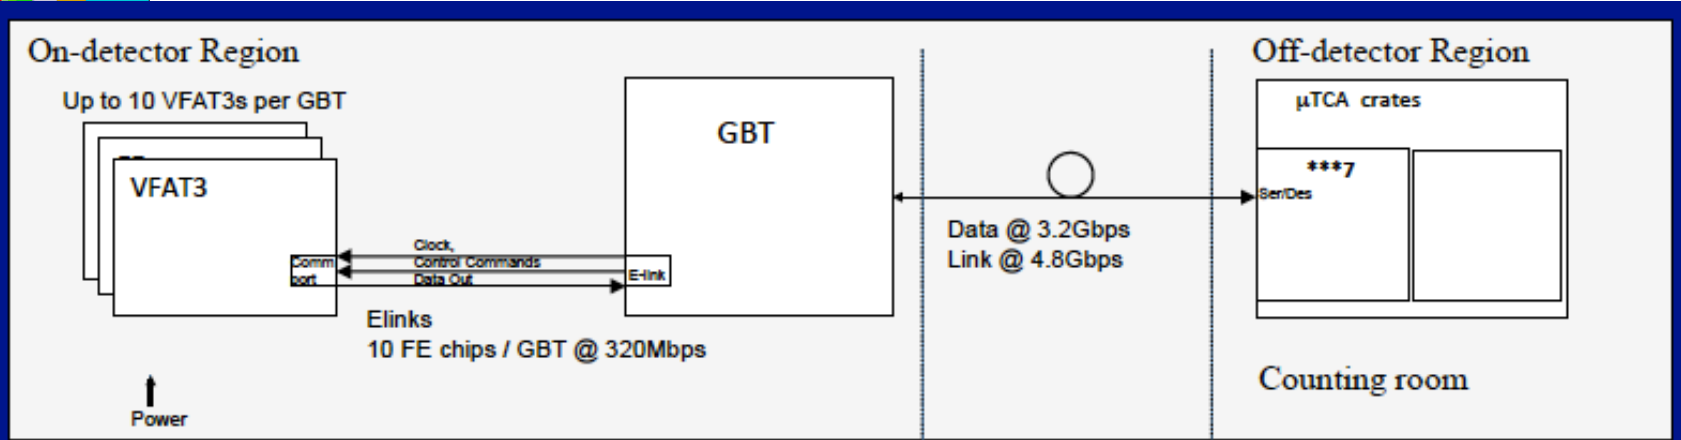 On-detector Region
Off-detector Region
Up to 10 VFAT3s per GBT
VFAT3
GBT
µTCA crates
***7
Ser/Des
Clock,
Control Commands
Data Out
Comm
port
E-link
Data @ 3.2Gbps
Link @ 4.8Gbps
Elinks
10 FE chips / GBT @ 320Mbps
Counting room
Power